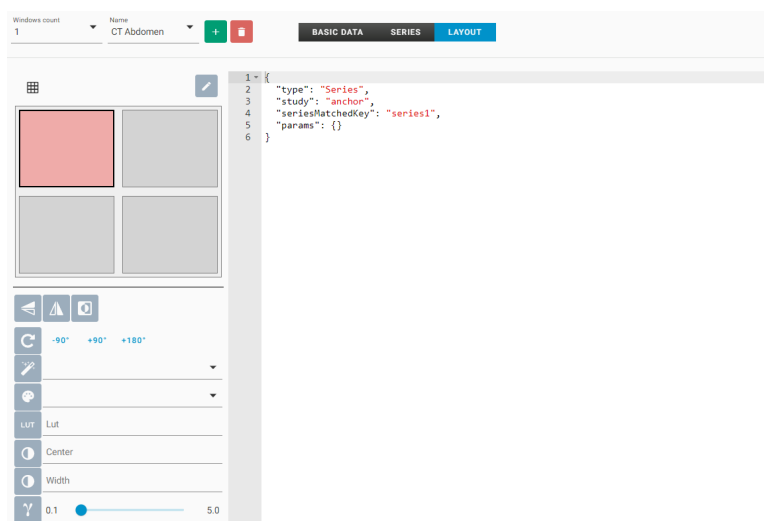 Windows count
1
Name
CT Abdomen
+
BASIC DATA SERIES LAYOUT
1 {
2 "type": "Series",
3 "study": "anchor",
4 "seriesMatchedKey": "series1",
5 "params": {}
6 }
-90° +90° +180°
LUT Lut
Center
Width
0.1 5.0